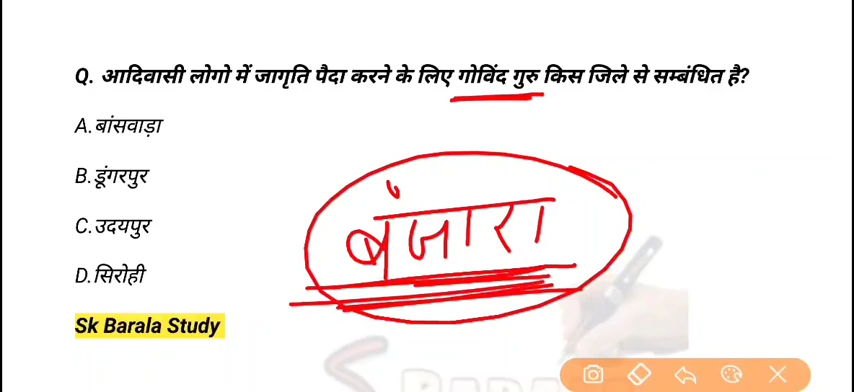 Q. आदिवासी लोगो में जागृति पैदा करने के लिए गोविंद गुरु किस जिले से सम्बंधित है?
A. बांसवाड़ा
B. डूंगरपुर
बंजारा
C. उदयपुर
D. सिरोही
Sk Barala Study